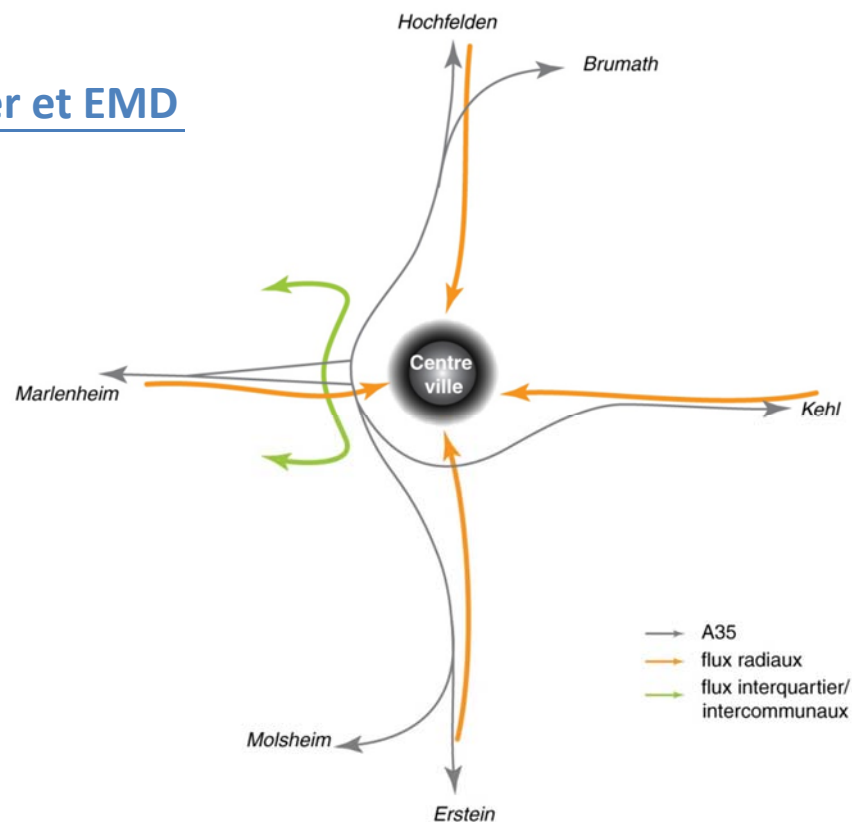 Hochfelden
Brumath
er et EMD
Centre
ville
Marlenheim
Kehl
A35
flux radiaux
flux interquartier/
intercommunaux
Molsheim
Erstein